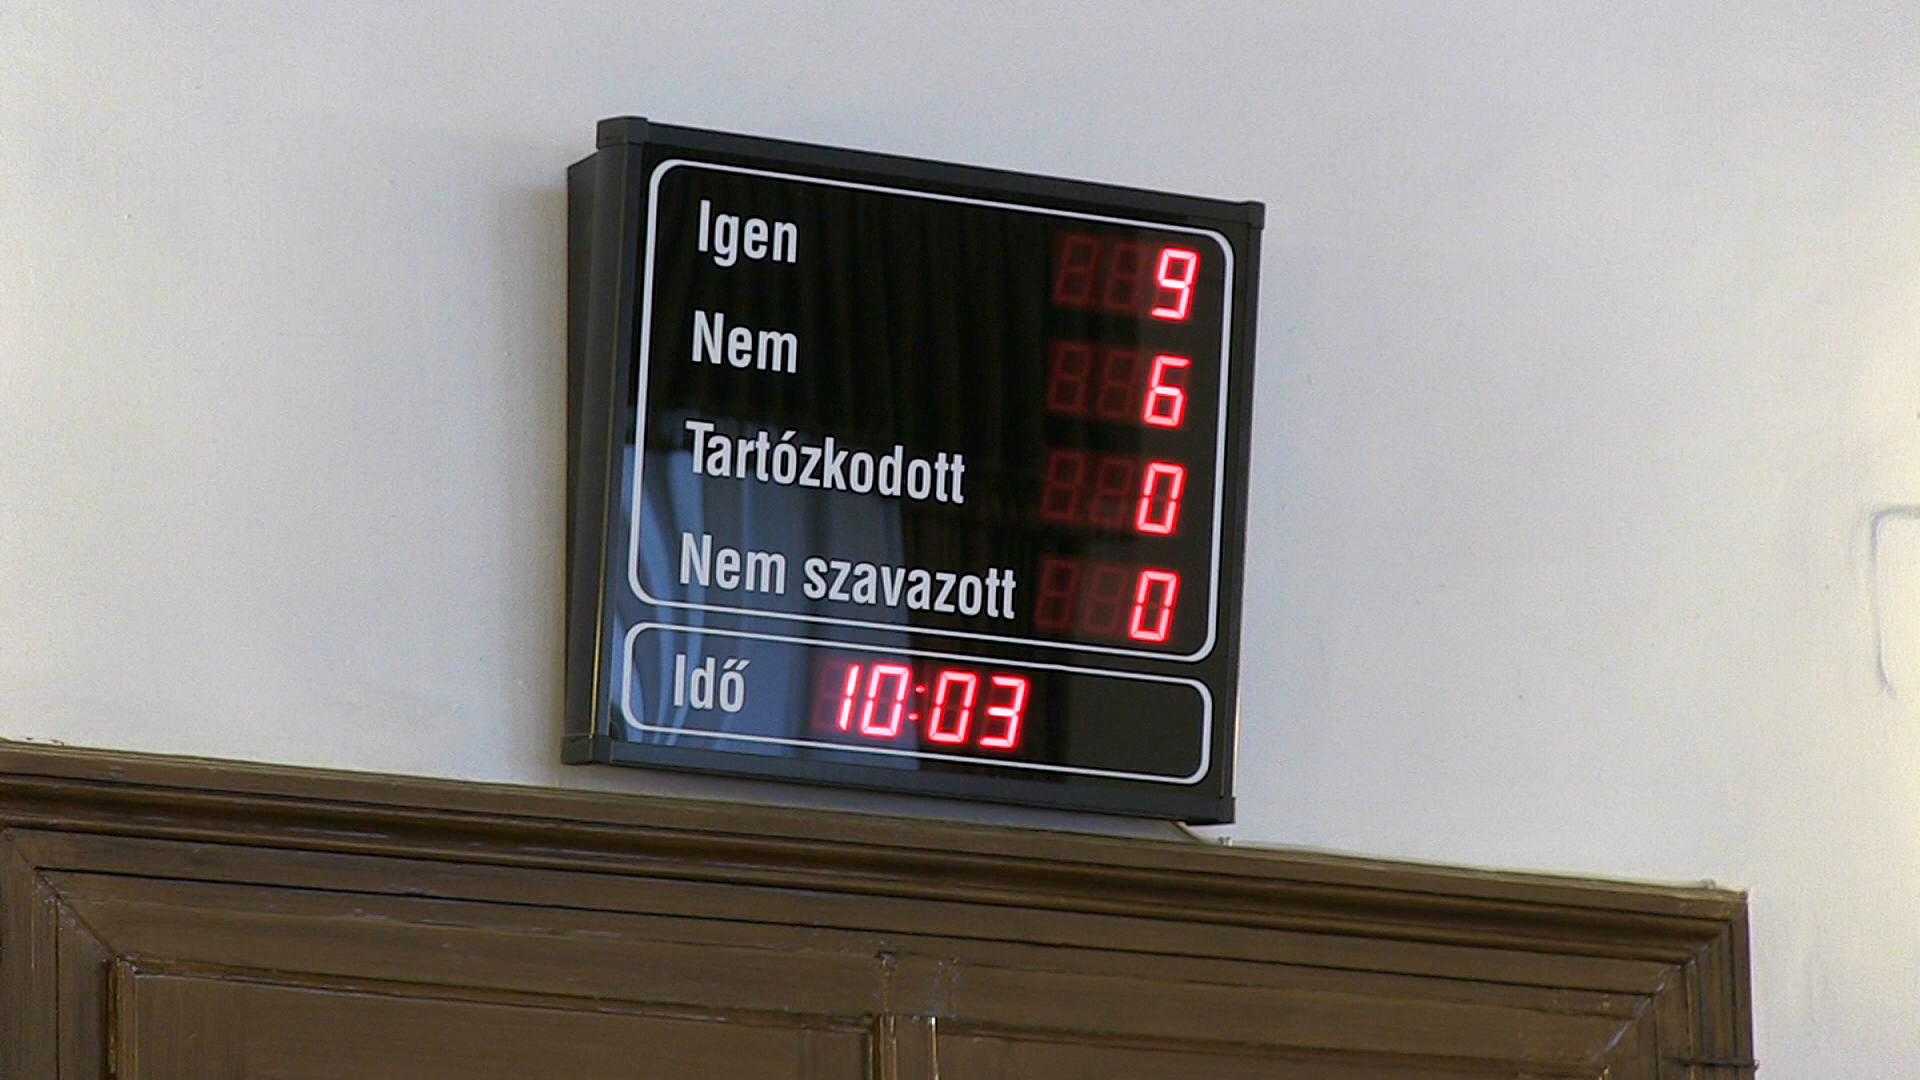 Igen 9
Nem 6
Tartózkodott 0
Nem szavazott 0
Idő 10:03